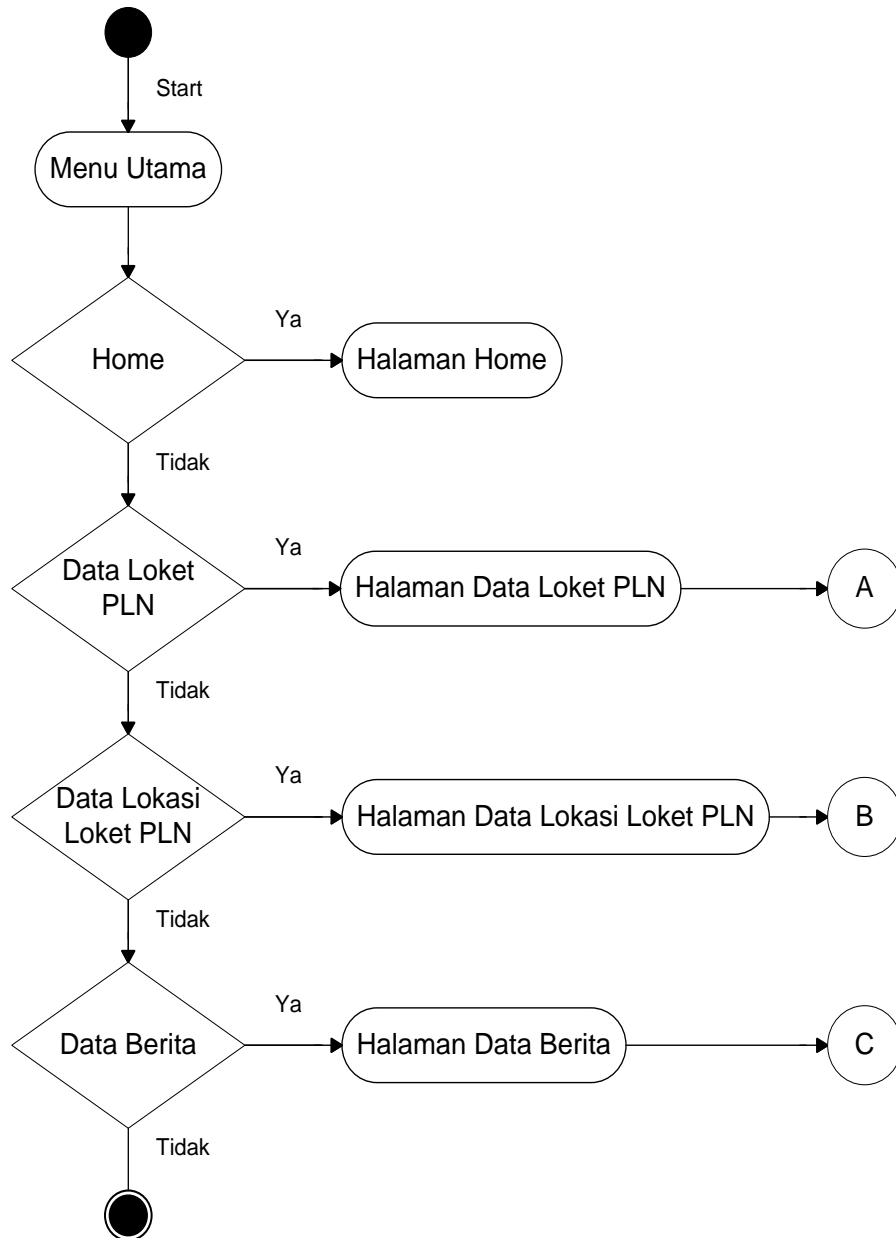 Start
Menu Utama
Ya
Home
Halaman Home
Tidak
Ya
Data Loket
PLN
Halaman Data Loket PLN
A
Tidak
Ya
Data Lokasi
Loket PLN
Halaman Data Lokasi Loket PLN
B
Tidak
Ya
Data Berita
Halaman Data Berita
C
Tidak